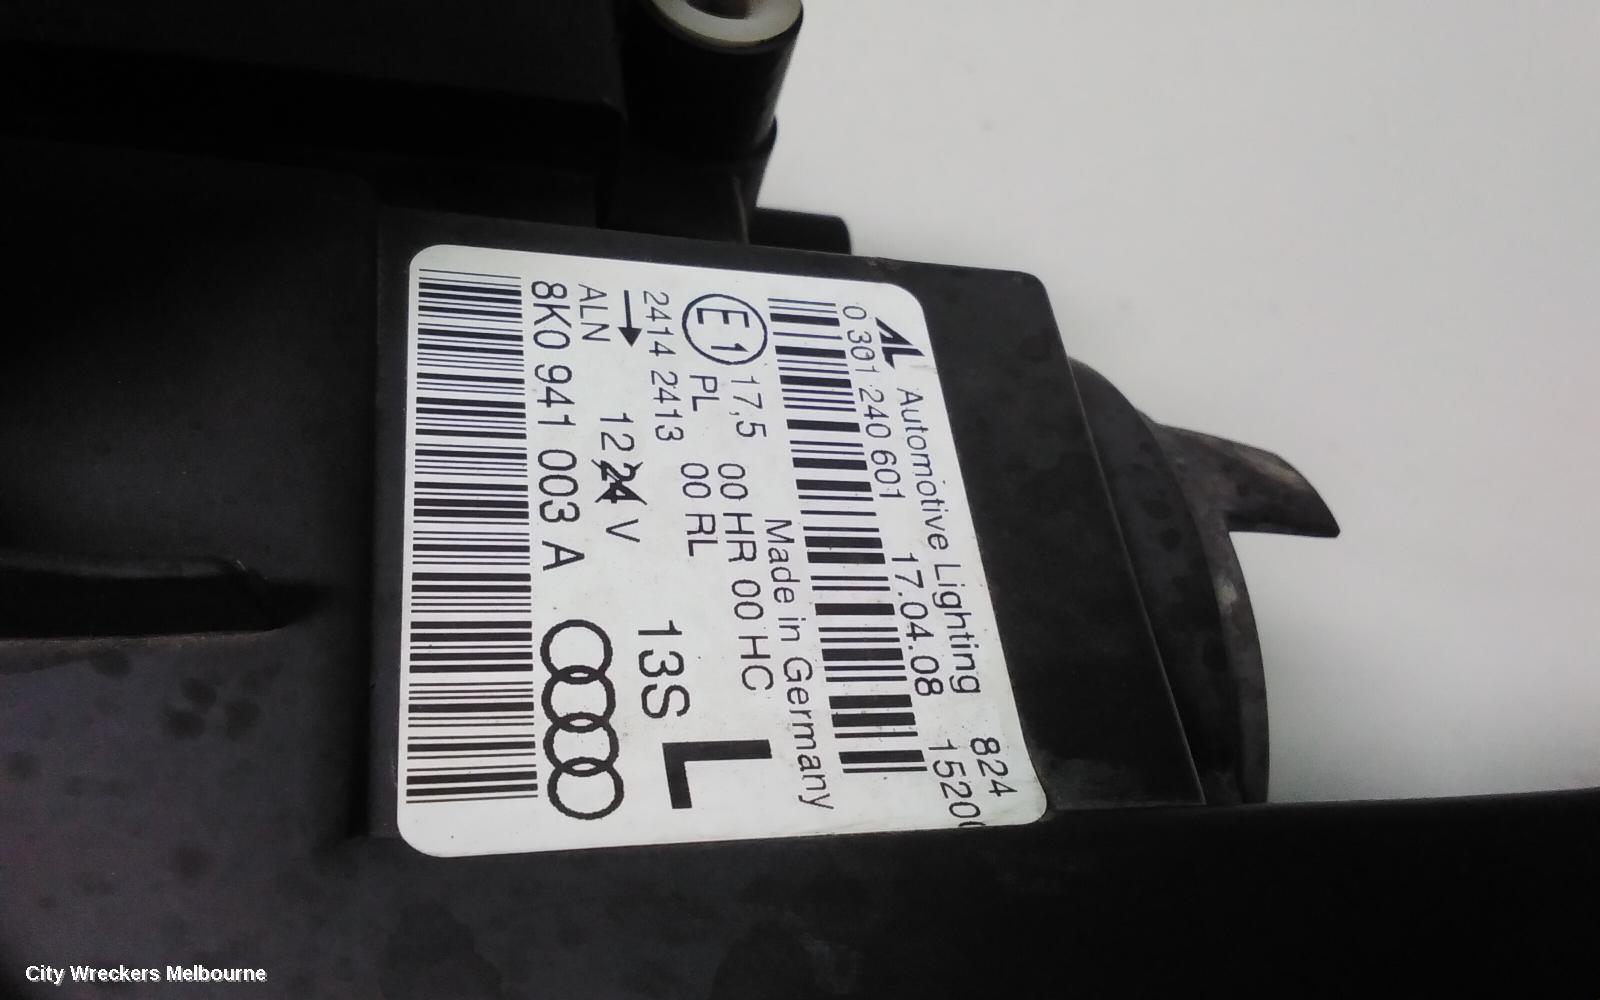 AL Automotive Lighting 824
0 301 240 601 17.04.08 1520
Made in Germany
E1 17,5 00 HR 00 HC
PL 00 RL
2414 2413
L
→ 12 24 V 13S
ALN
8K0 941 003 A
City Wreckers Melbourne